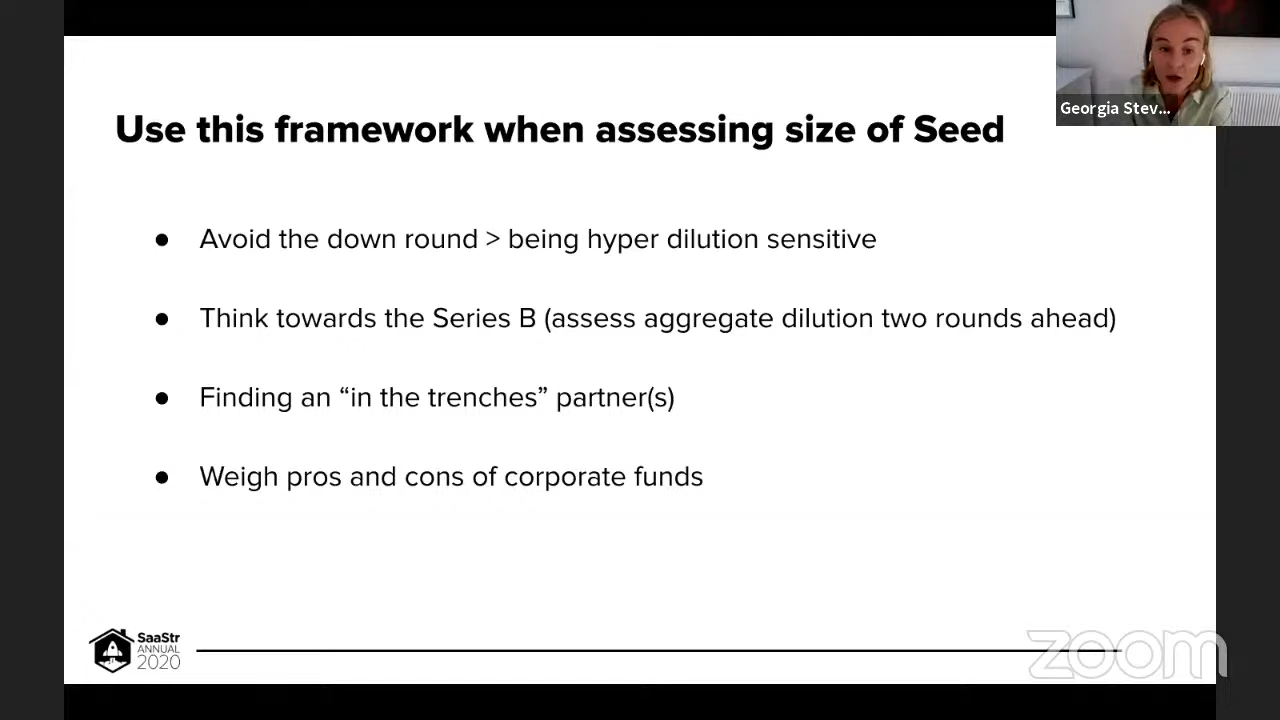 Georgia Stev...
Use this framework when assessing size of Seed
● Avoid the down round > being hyper dilution sensitive
● Think towards the Series B (assess aggregate dilution two rounds ahead)
● Finding an “in the trenches” partner(s)
● Weigh pros and cons of corporate funds
SaaStr
ANNUAL
2020
zoom